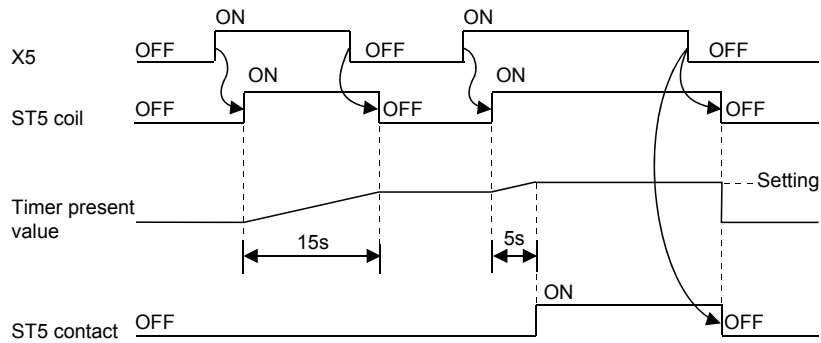 ON
ON
X5
OFF
OFF
OFF
ON
ON
ST5 coil
OFF
OFF
OFF
Timer present
value
Setting
15s
5s
ON
ST5 contact
OFF
OFF